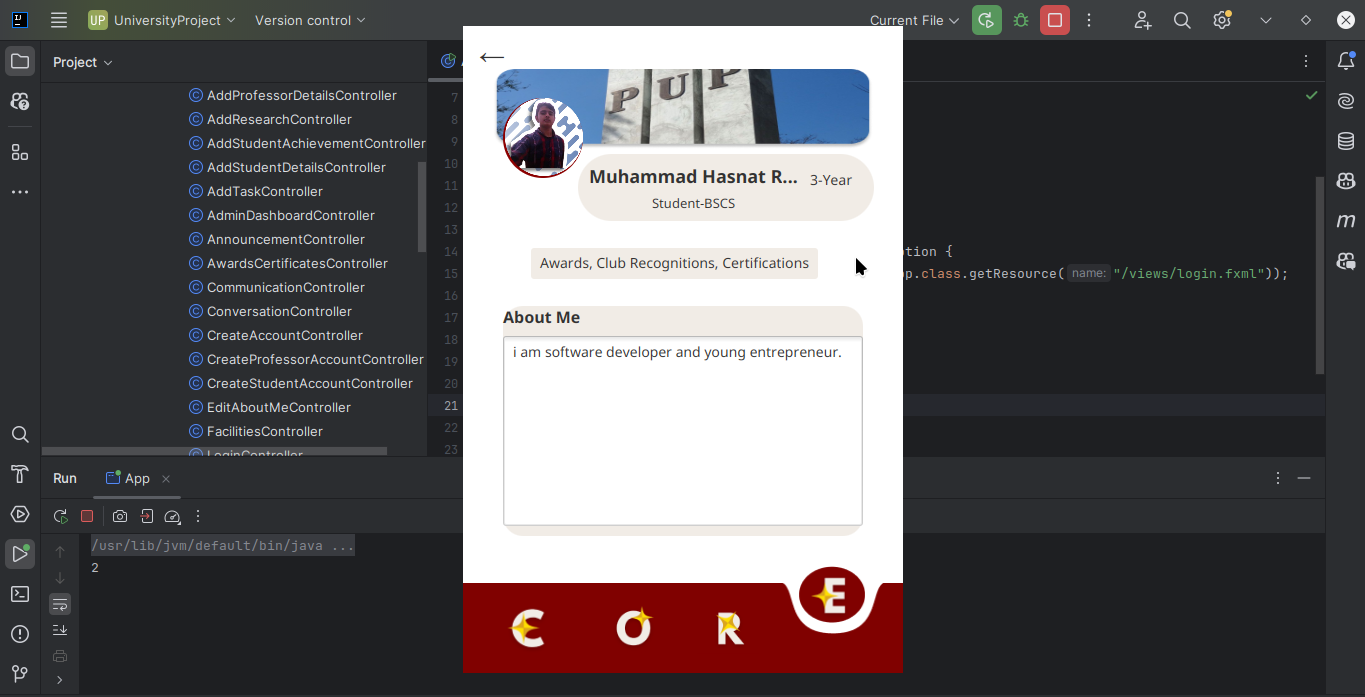 UP UniversityProject Version control Current File
Project
AddProfessorDetailsController
AddResearchController
AddStudentAchievementController
AddStudentDetailsController
AddTaskController
AdminDashboardController
AnnouncementController
AwardsCertificatesController
CommunicationController
ConversationController
CreateAccountController
CreateProfessorAccountController
CreateStudentAccountController
EditAboutMeController
FacilitiesController
LoginController
7
8
9
10
11
12
13
14
15
16
17
18
19
20
21
22
23
tion {
pp.class.getResource( name: "/views/login.fxml"));
PUP
Muhammad Hasnat R... 3-Year
Student-BSCS
Awards, Club Recognitions, Certifications
About Me
i am software developer and young entrepreneur.
C O R E
Run App
/usr/lib/jvm/default/bin/java ...
2
m